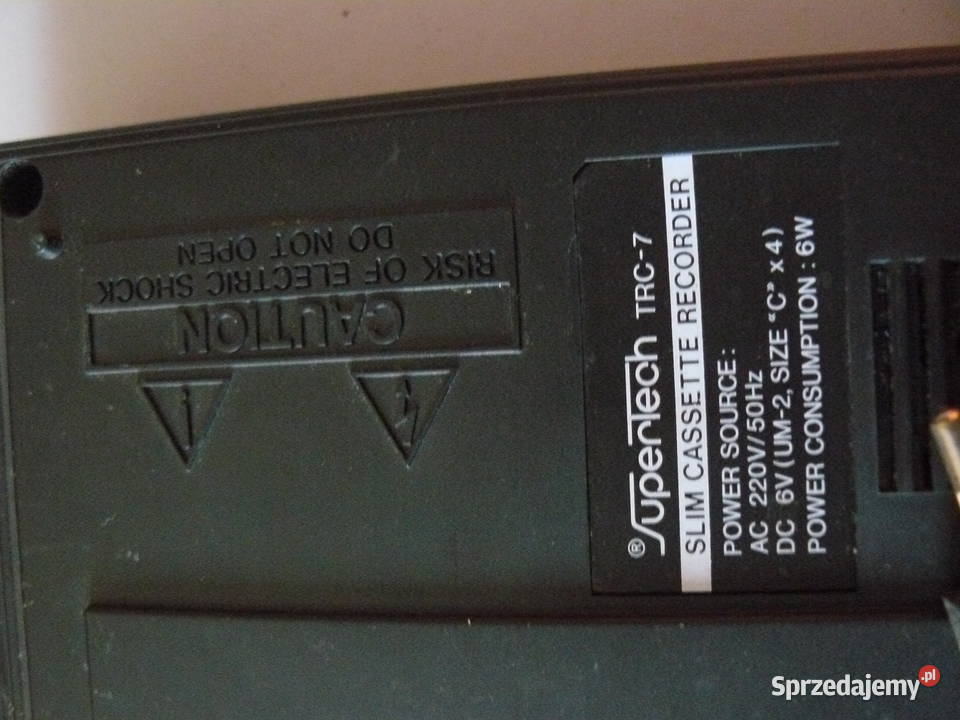 CAUTION
RISK OF ELECTRIC SHOCK
DO NOT OPEN
® SuperTech TRC-7
SLIM CASSETTE RECORDER
POWER SOURCE:
AC 220V/50Hz
DC 6V (UM-2, SIZE "C" x 4)
POWER CONSUMPTION: 6W
Sprzedajemy.pl